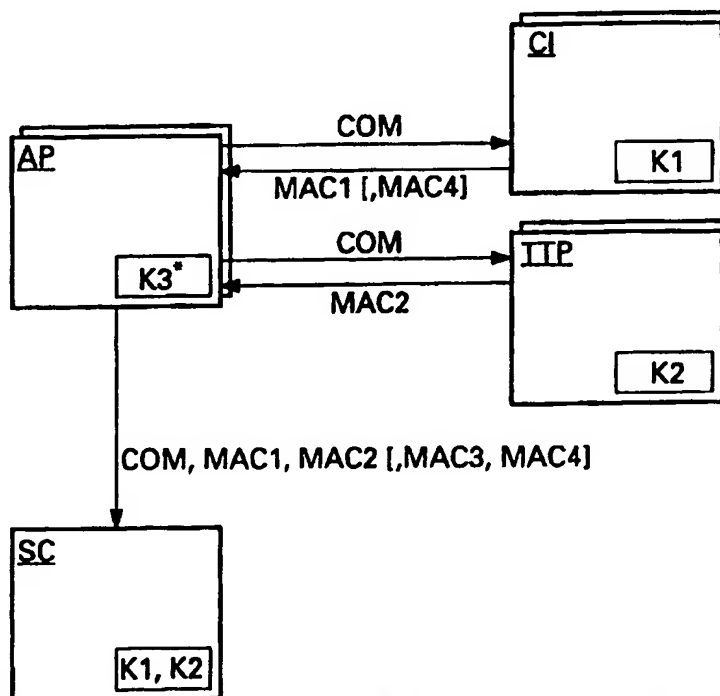 CI
COM
AP
K1
MAC1 [,MAC4]
COM
TTP
K3*
MAC2
K2
COM, MAC1, MAC2 [,MAC3, MAC4]
SC
K1, K2